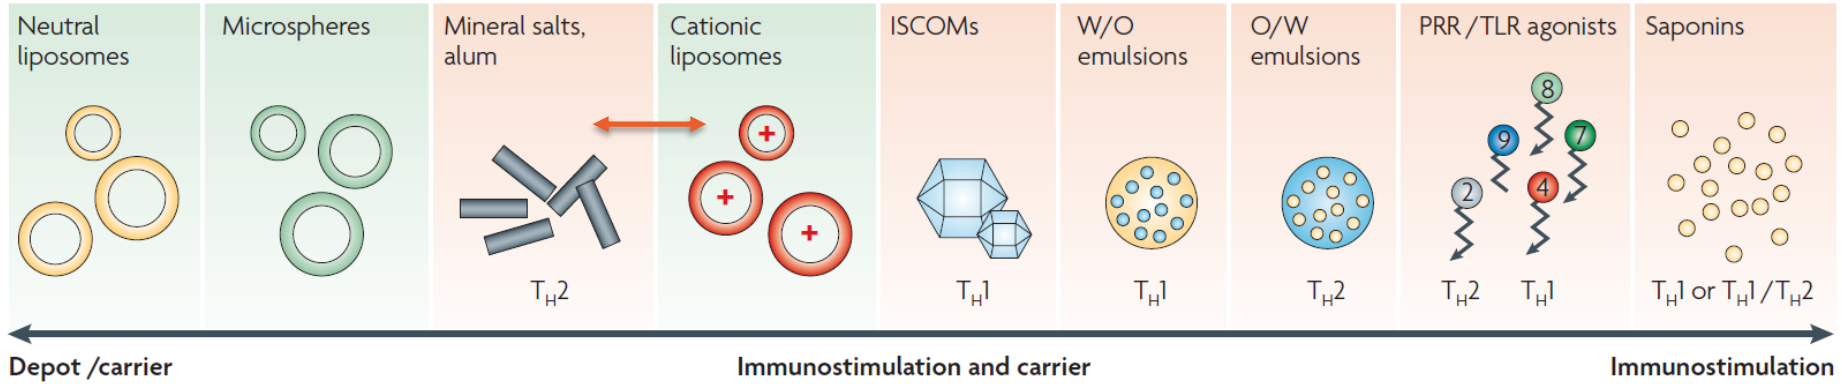 Neutral
liposomes
Microspheres
Mineral salts,
alum
Cationic
liposomes
ISCOMs
W/O
emulsions
O/W
emulsions
PRR/TLR agonists
Saponins
+
+
+
8
9
7
2
4
TH2
TH1
TH1
TH2
TH2
TH1
TH1 or TH1/TH2
Depot/carrier
Immunostimulation and carrier
Immunostimulation